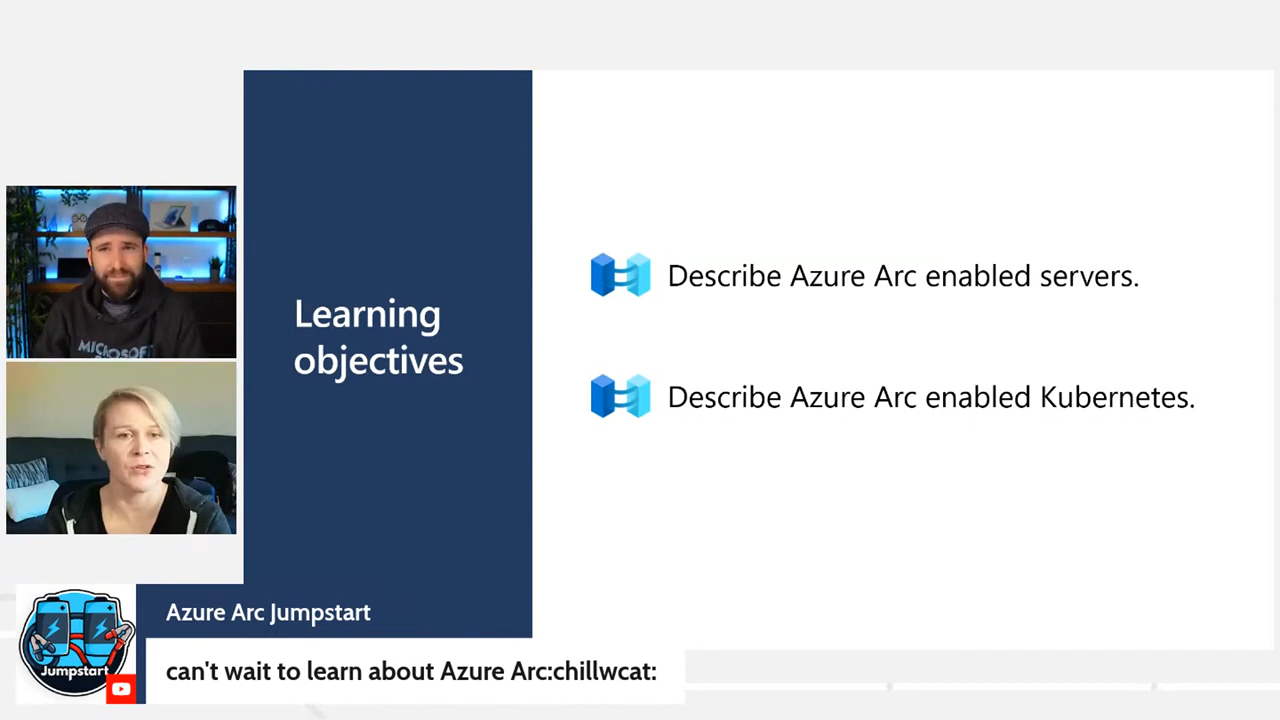 Learning
objectives
Describe Azure Arc enabled servers.
Describe Azure Arc enabled Kubernetes.
MICROSOFT
Jumpstart
Azure Arc Jumpstart
can't wait to learn about Azure Arc:chillwcat: